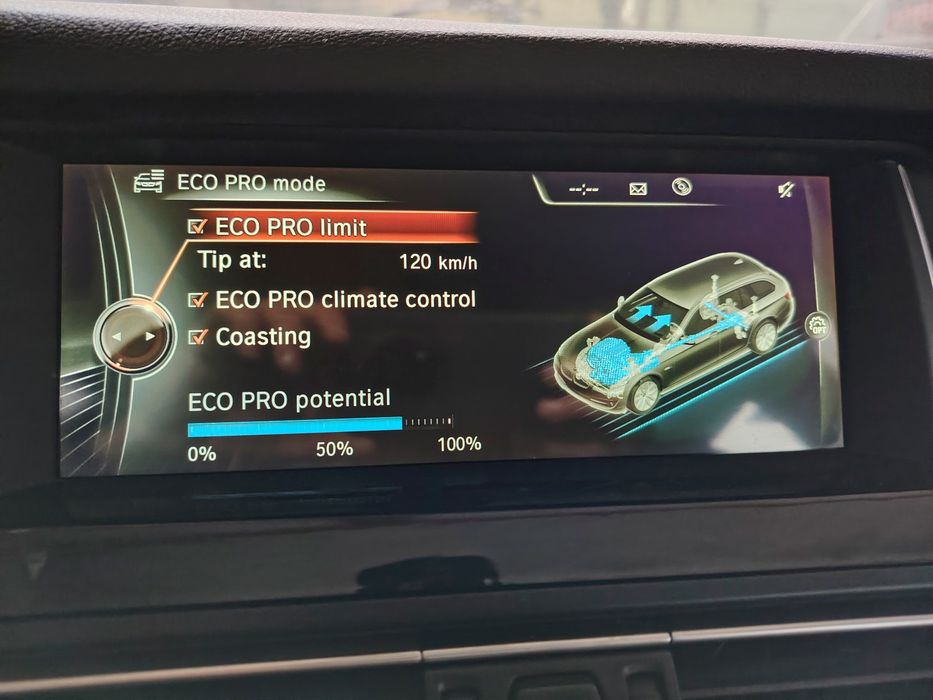 ECO PRO mode
--:--
ECO PRO limit
Tip at: 120 km/h
ECO PRO climate control
Coasting
OPT
ECO PRO potential
0% 50% 100%